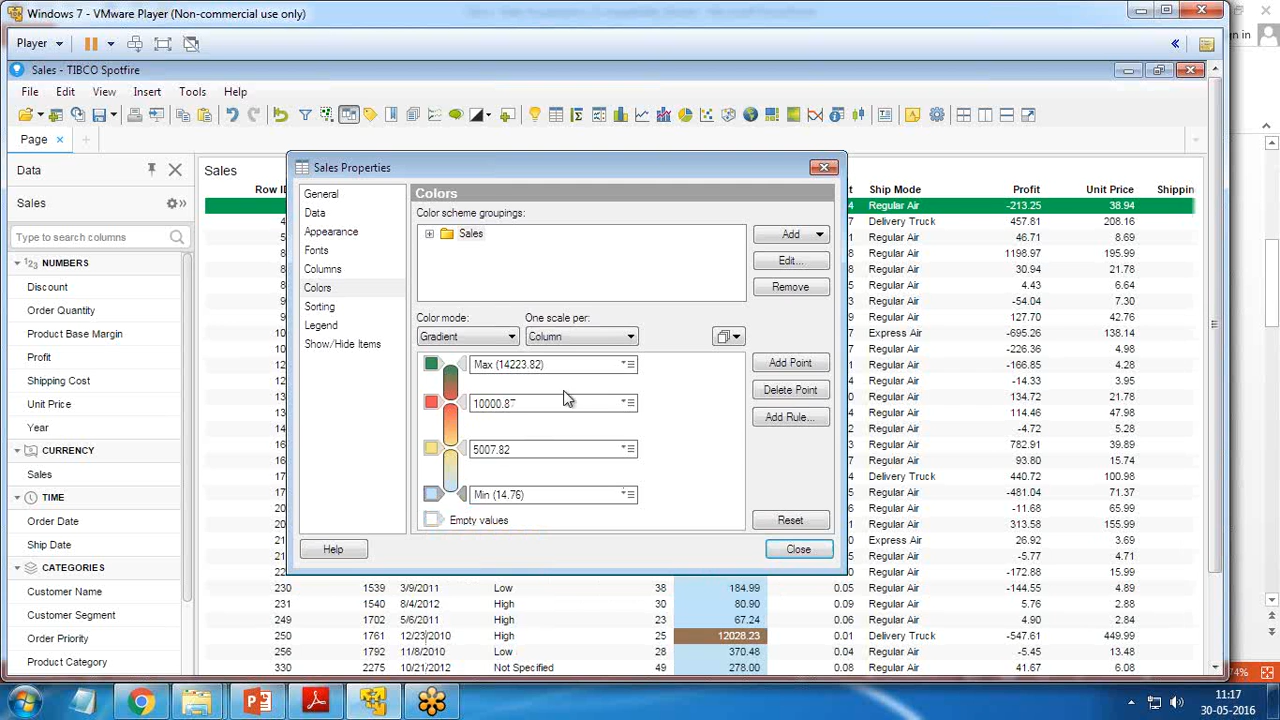 Windows 7 - VMware Player (Non-commercial use only)
Player
Sales - TIBCO Spotfire
File Edit View Insert Tools Help
Page
Data
Sales
Type to search columns
NUMBERS
Discount
Order Quantity
Product Base Margin
Profit
Shipping Cost
Unit Price
Year
CURRENCY
Sales
TIME
Order Date
Ship Date
CATEGORIES
Customer Name
Customer Segment
Order Priority
Product Category
Sales
Sales Properties
General
Data
Appearance
Fonts
Columns
Colors
Sorting
Legend
Show/Hide Items
Colors
Color scheme groupings:
Sales
Add
Edit...
Remove
Color mode: One scale per:
Gradient Column
Max (14223.82)
10000.87
5007.82
Min (14.76)
Empty values
Add Point
Delete Point
Add Rule...
Reset
Help Close
Ship Mode Profit Unit Price Shippin
Regular Air -213.25 38.94
Delivery Truck 457.81 208.16
Regular Air 46.71 8.69
Regular Air 1198.97 195.99
Regular Air 30.94 21.78
Regular Air 4.43 6.64
Regular Air -54.04 7.30
Regular Air 127.70 42.76
Express Air -695.26 138.14
Regular Air -226.36 4.98
Regular Air -166.85 4.28
Regular Air -14.33 3.95
Regular Air 134.72 21.78
Regular Air 114.46 47.98
Regular Air -4.72 5.28
Regular Air 782.91 39.89
Regular Air 93.80 15.74
Delivery Truck 440.72 100.98
Regular Air -481.04 71.37
Regular Air -11.68 65.99
Regular Air 313.58 155.99
Express Air 26.92 3.69
Regular Air -5.77 4.71
Regular Air -172.88 15.99
230 1539 3/9/2011 Low 38 184.99 0.05 Regular Air -144.55 4.89
231 1540 8/4/2012 High 30 80.90 0.09 Regular Air 5.76 2.88
249 1702 5/6/2011 High 23 67.24 0.06 Regular Air 4.90 2.84
250 1761 12/23/2010 High 25 12028.23 0.01 Delivery Truck -547.61 449.99
256 1792 11/8/2010 Low 28 370.48 0.04 Regular Air -5.45 13.48
330 2275 10/21/2012 Not Specified 49 278.00 0.08 Regular Air 41.67 6.08
11:17
30-05-2016